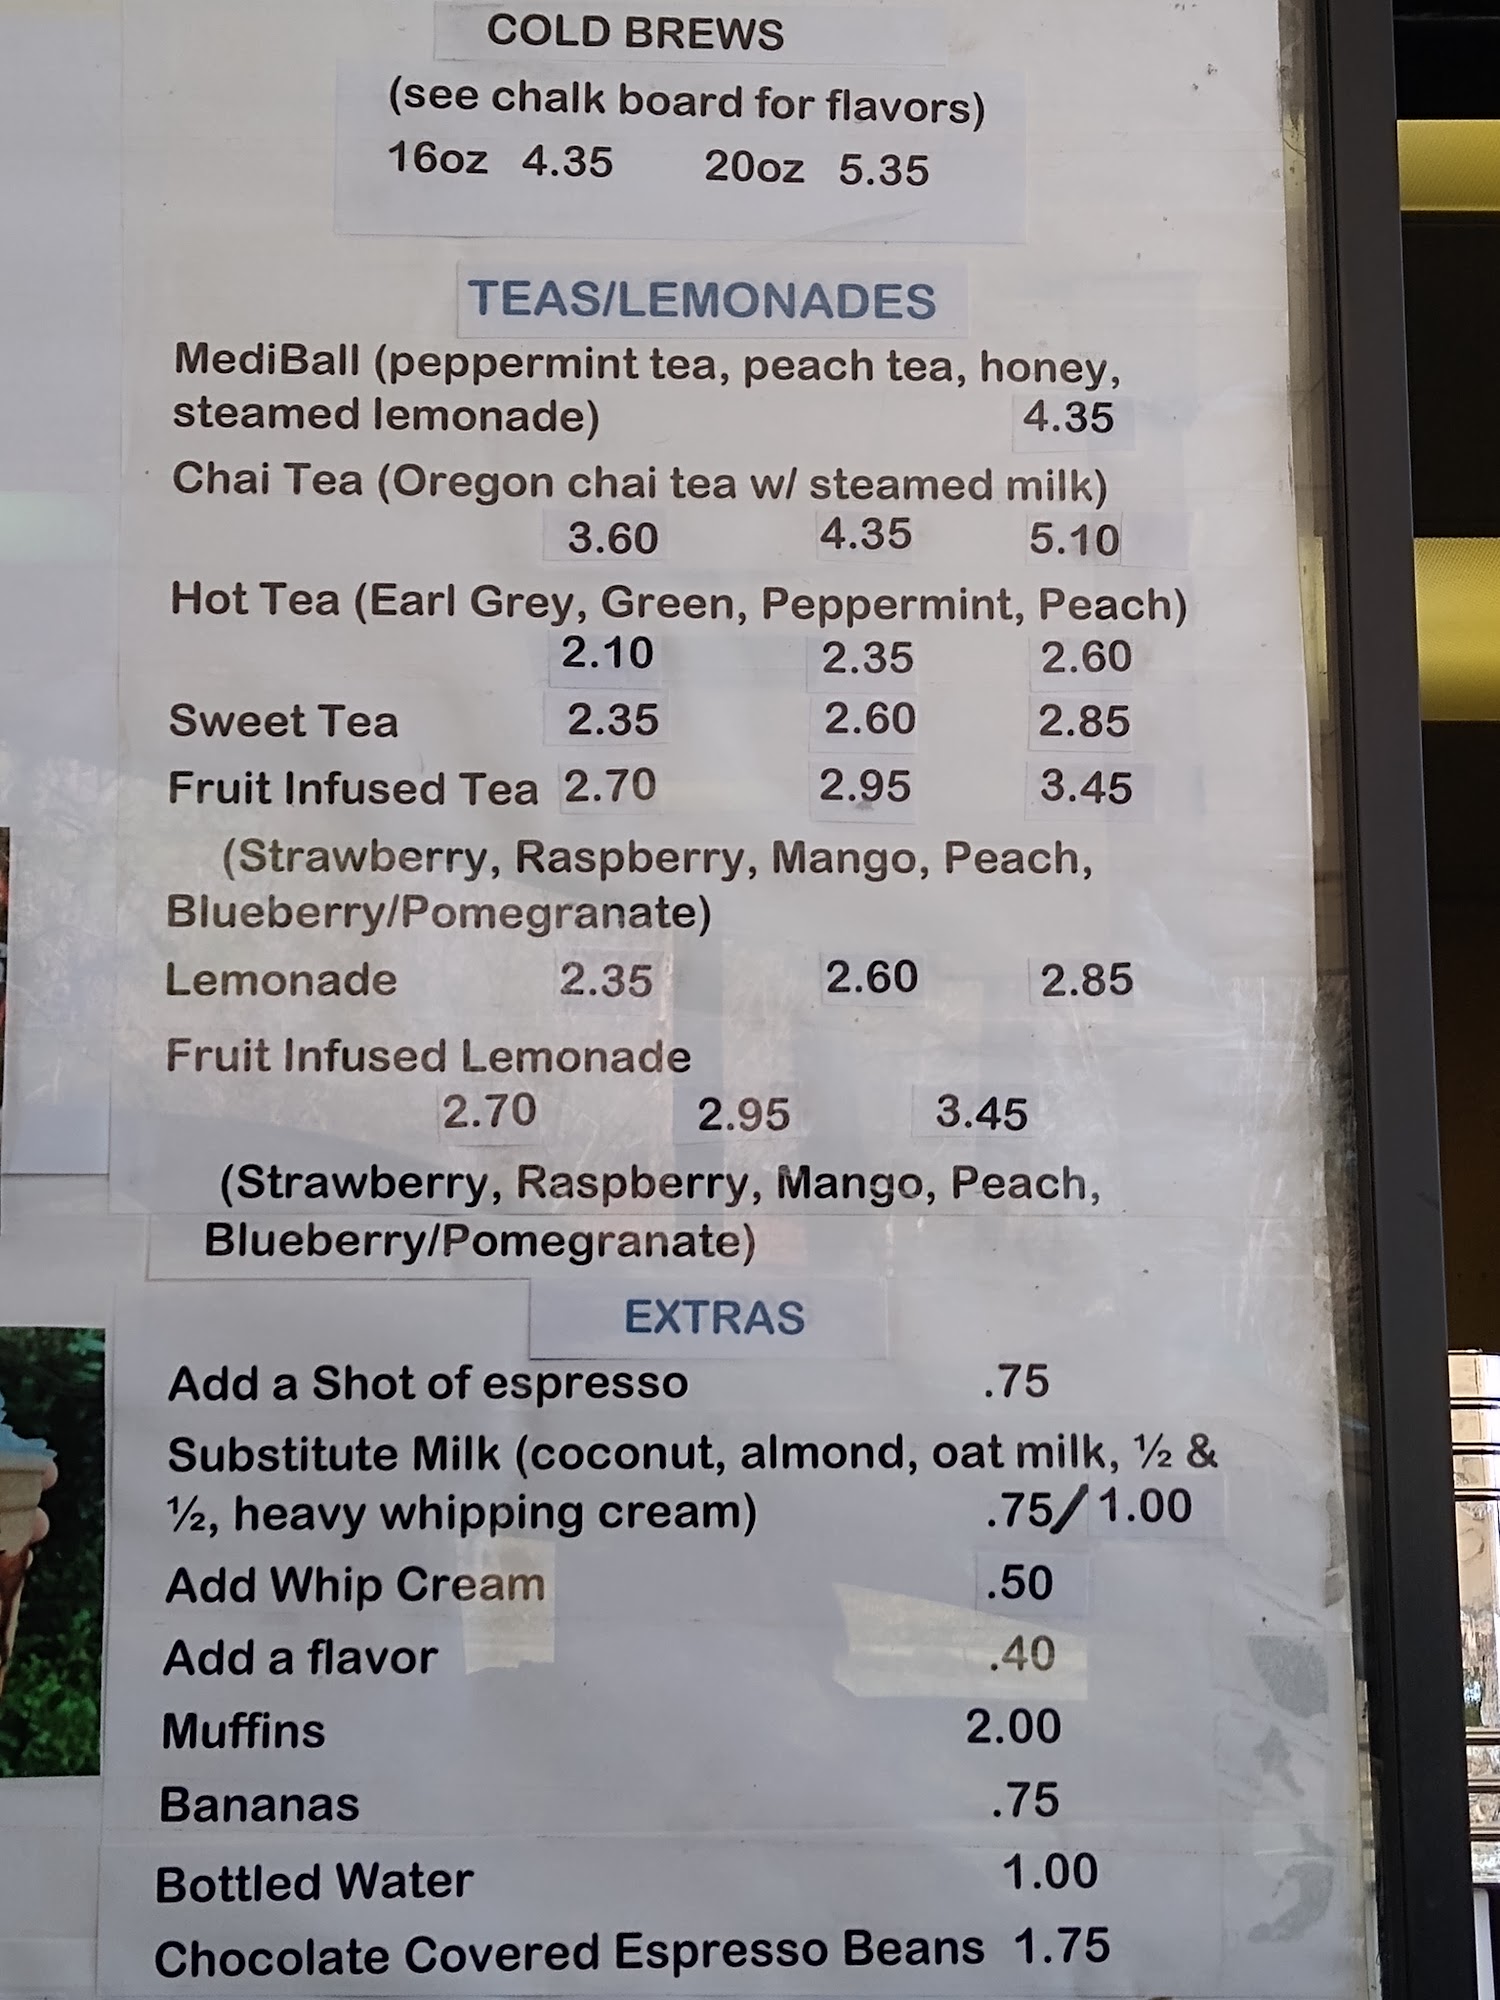 COLD BREWS
(see chalk board for flavors)
16oz 4.35 20oz 5.35
TEAS/LEMONADES
MediBall (peppermint tea, peach tea, honey,
steamed lemonade) 4.35
Chai Tea (Oregon chai tea w/ steamed milk)
3.60 4.35 5.10
Hot Tea (Earl Grey, Green, Peppermint, Peach)
2.10 2.35 2.60
Sweet Tea 2.35 2.60 2.85
Fruit Infused Tea 2.70 2.95 3.45
(Strawberry, Raspberry, Mango, Peach,
Blueberry/Pomegranate)
Lemonade 2.35 2.60 2.85
Fruit Infused Lemonade
2.70 2.95 3.45
(Strawberry, Raspberry, Mango, Peach,
Blueberry/Pomegranate)
EXTRAS
Add a Shot of espresso .75
Substitute Milk (coconut, almond, oat milk, ½ &
½, heavy whipping cream) .75/1.00
Add Whip Cream .50
Add a flavor .40
Muffins 2.00
Bananas .75
Bottled Water 1.00
Chocolate Covered Espresso Beans 1.75